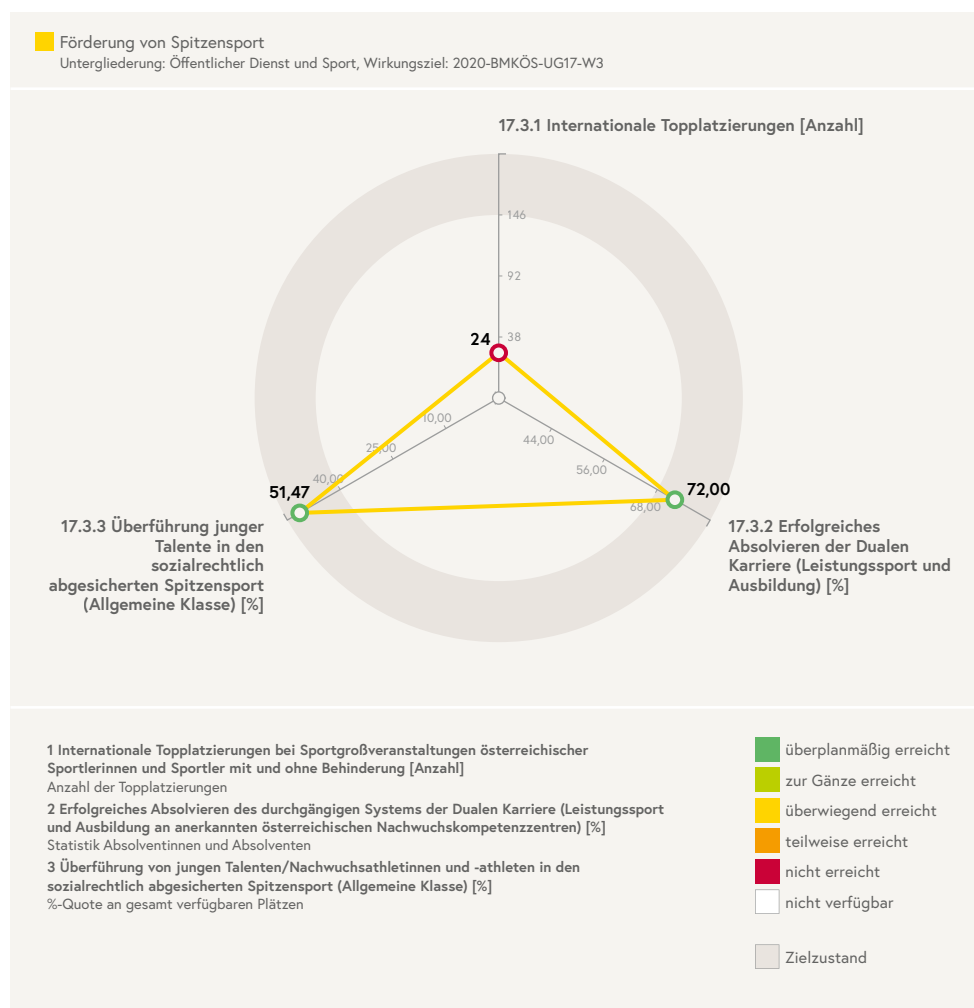 Förderung von Spitzensport
Untergliederung: Öffentlicher Dienst und Sport, Wirkungsziel: 2020-BMKÖS-UG17-W3
17.3.1 Internationale Topplatzierungen [Anzahl]
146
92
38
24
10,00
25,00
40,00
51,47
44,00
56,00
68,00
72,00
17.3.3 Überführung junger
Talente in den
sozialrechtlich
abgesicherten Spitzensport
(Allgemeine Klasse) [%]
17.3.2 Erfolgreiches
Absolvieren der Dualen
Karriere (Leistungssport und
Ausbildung) [%]
1 Internationale Topplatzierungen bei Sportgroßveranstaltungen österreichischer
Sportlerinnen und Sportler mit und ohne Behinderung [Anzahl]
Anzahl der Topplatzierungen
2 Erfolgreiches Absolvieren des durchgängigen Systems der Dualen Karriere (Leistungssport
und Ausbildung an anerkannten österreichischen Nachwuchskompetenzzentren) [%]
Statistik Absolventinnen und Absolventen
3 Überführung von jungen Talenten/Nachwuchsathletinnen und -athleten in den
sozialrechtlich abgesicherten Spitzensport (Allgemeine Klasse) [%]
%-Quote an gesamt verfügbaren Plätzen
überplanmäßig erreicht
zur Gänze erreicht
überwiegend erreicht
teilweise erreicht
nicht erreicht
nicht verfügbar
Zielzustand